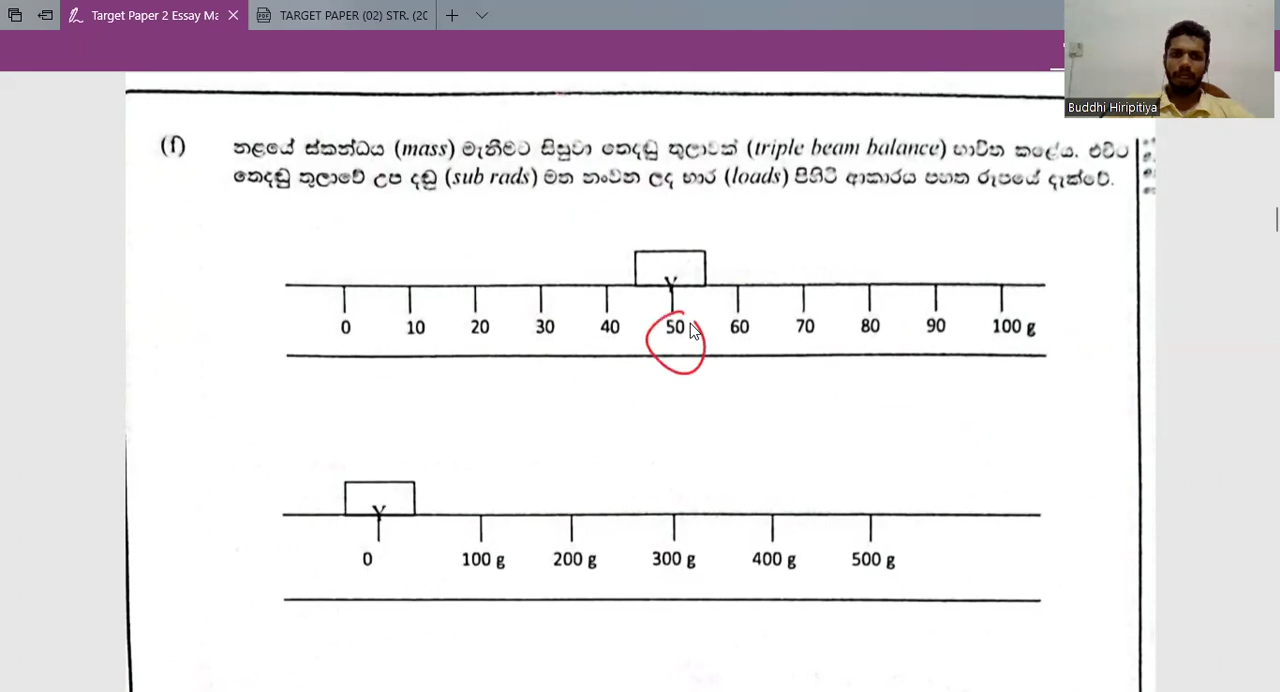 Target Paper 2 Essay Ma
TARGET PAPER (02) STR. (20
Buddhi Hiripitiya
(f) නළයේ ස්කන්ධය (mass) මැනීමට සිසුවා තෙදඬු තුලාවක් (triple beam balance) භාවිත කළේය. එවිට
තෙදඬු තුලාවේ උප දඬු (sub rads) මත නංවන ලද භාර (loads) පිහිටි ආකාරය පහත රූපයේ දැක්වේ.
0 10 20 30 40 50 60 70 80 90 100 g
0 100 g 200 g 300 g 400 g 500 g